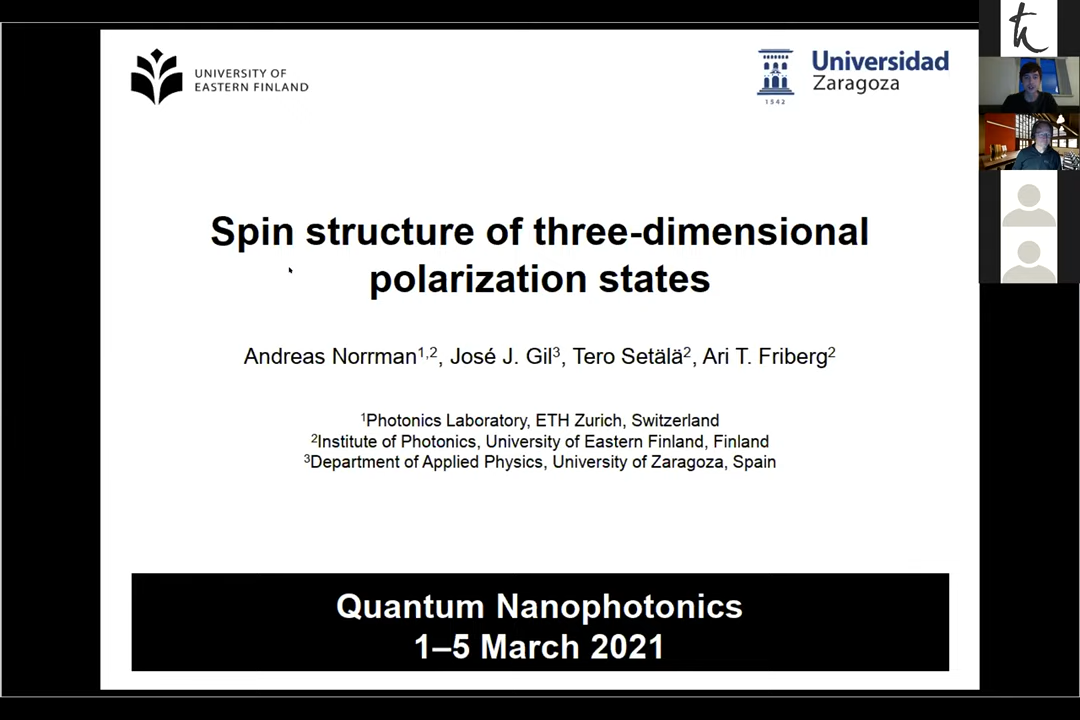 UNIVERSITY OF
EASTERN FINLAND
Universidad
Zaragoza
1542
Spin structure of three-dimensional
polarization states
Andreas Norrman1,2, José J. Gil3, Tero Setälä2, Ari T. Friberg2
1Photonics Laboratory, ETH Zurich, Switzerland
2Institute of Photonics, University of Eastern Finland, Finland
3Department of Applied Physics, University of Zaragoza, Spain
Quantum Nanophotonics
1–5 March 2021